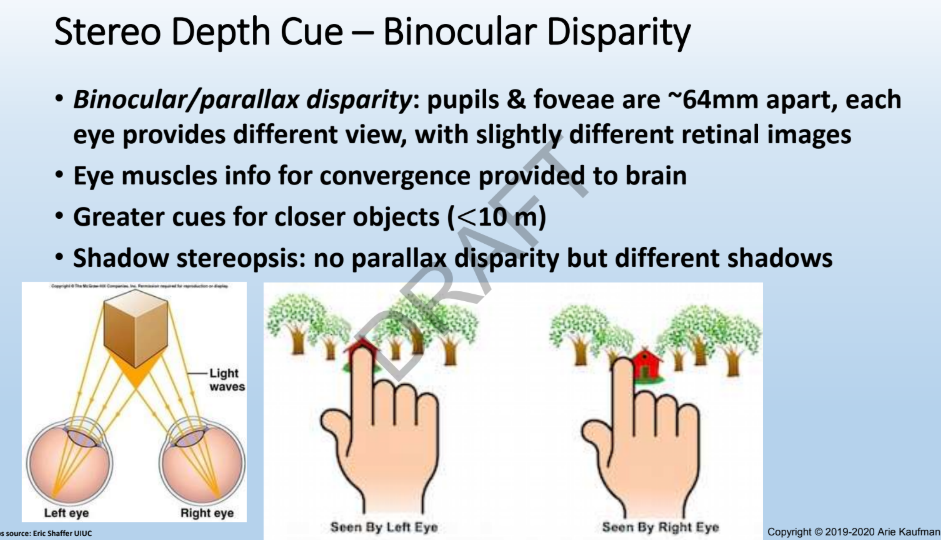 Stereo Depth Cue – Binocular Disparity
• Binocular/parallax disparity: pupils & foveae are ~64mm apart, each
eye provides different view, with slightly different retinal images
• Eye muscles info for convergence provided to brain
• Greater cues for closer objects (<10 m)
• Shadow stereopsis: no parallax disparity but different shadows
DRAFT
Copyright © The McGraw-Hill Companies, Inc. Permission required for reproduction or display.
Light
waves
Left eye
Right eye
Seen By Left Eye
Seen By Right Eye
source: Eric Shaffer UIUC
Copyright © 2019-2020 Arie Kaufman